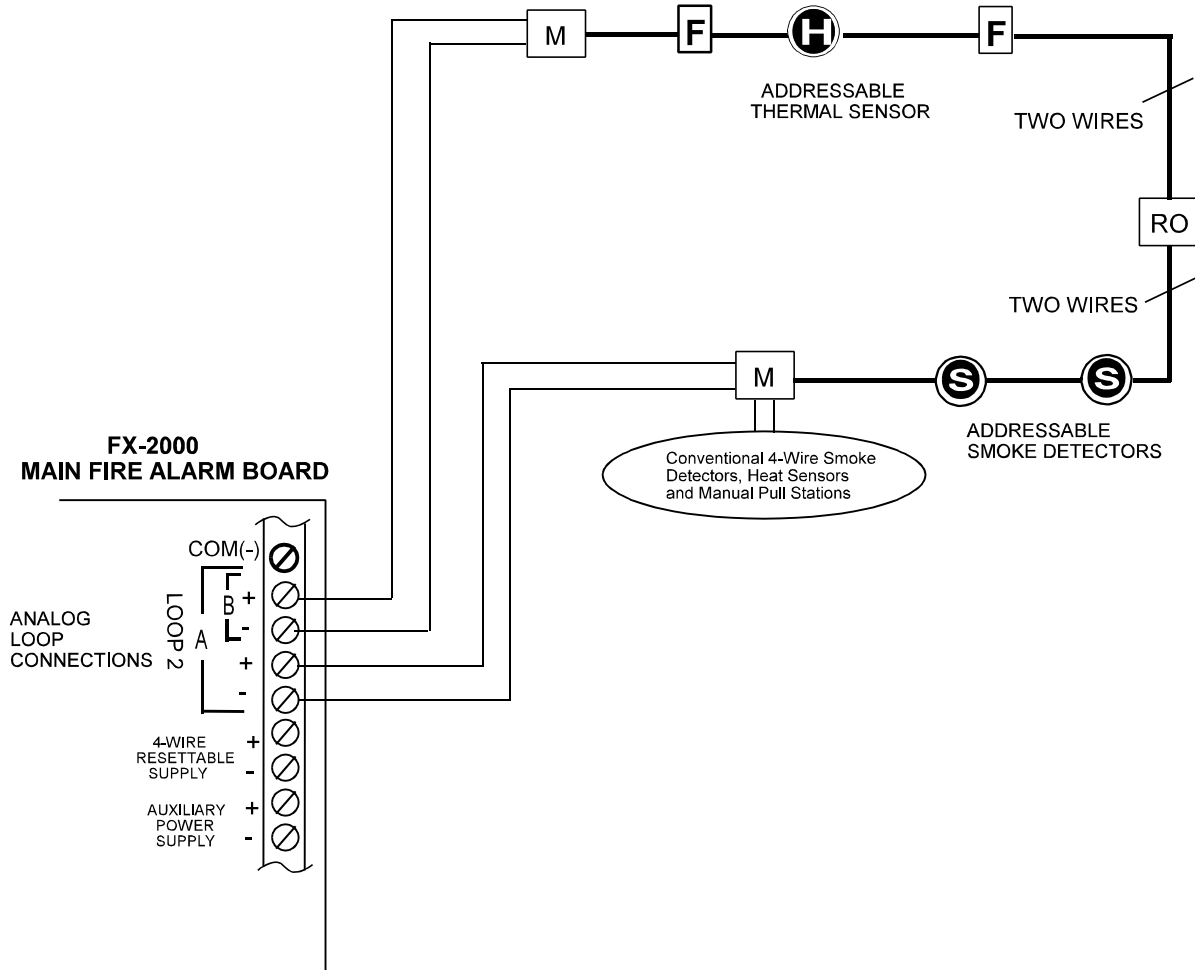 M
F
H
F
ADDRESSABLE
THERMAL SENSOR
TWO WIRES
RO
TWO WIRES
M
S
S
ADDRESSABLE
SMOKE DETECTORS
Conventional 4-Wire Smoke
Detectors, Heat Sensors
and Manual Pull Stations
FX-2000
MAIN FIRE ALARM BOARD
COM(-)
ANALOG
LOOP
CONNECTIONS
LOOP 2
A
B
+
-
+
-
4-WIRE
RESETTABLE
SUPPLY
+
-
AUXILIARY
POWER
SUPPLY
+
-